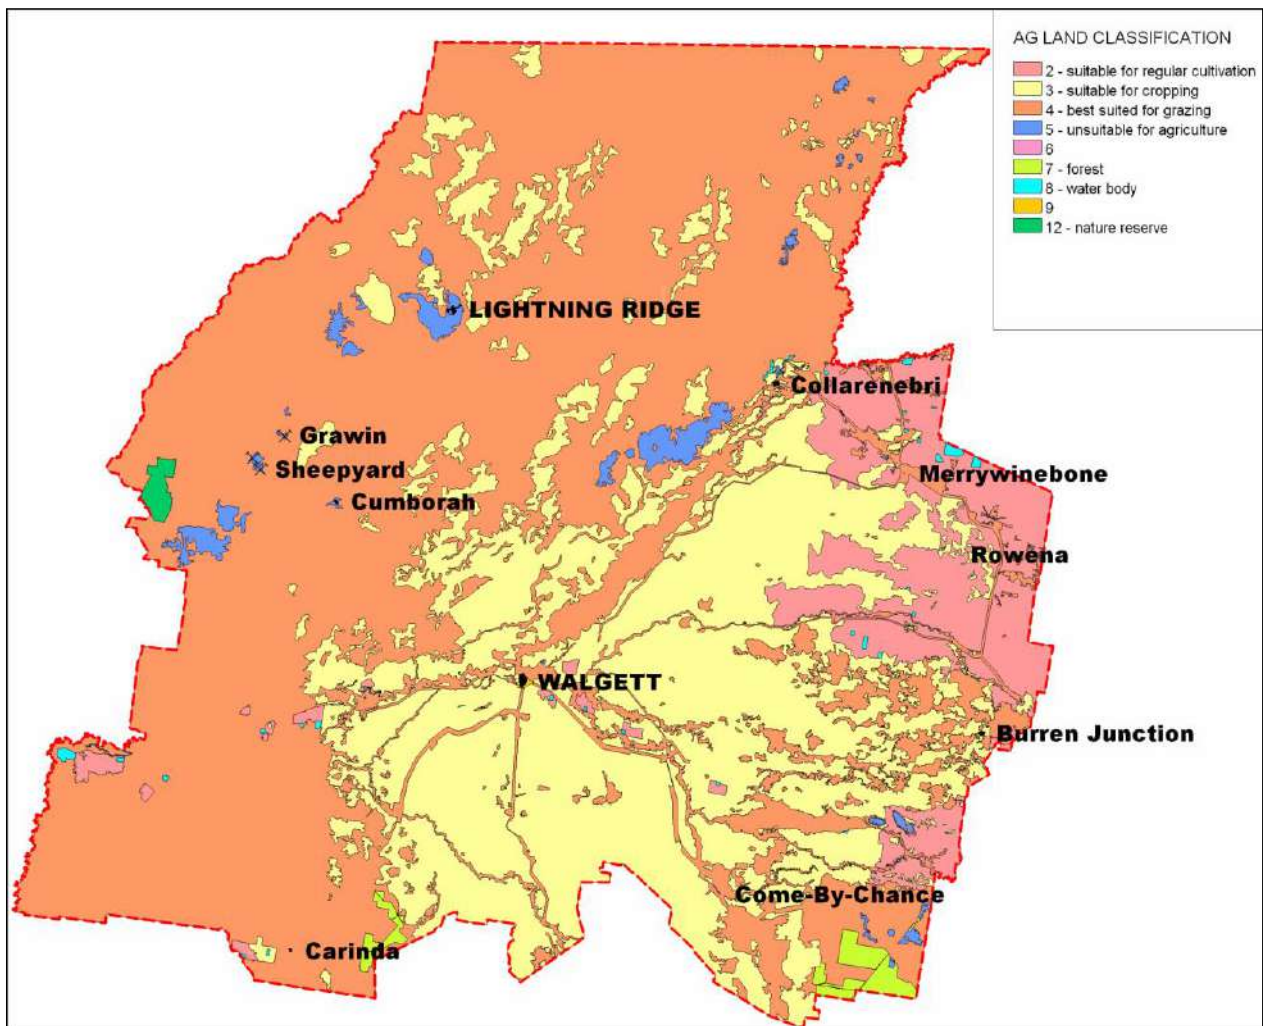 AG LAND CLASSIFICATION
2 - suitable for regular cultivation
3 - suitable for cropping
4 - best suited for grazing
5 - unsuitable for agriculture
6
7 - forest
8 - water body
9
12 - nature reserve
LIGHTNING RIDGE
Collarenebri
Grawin
Sheepyard
Merrywinebone
Cumborah
Rowena
WALGETT
Burren Junction
Come-By-Chance
Carinda